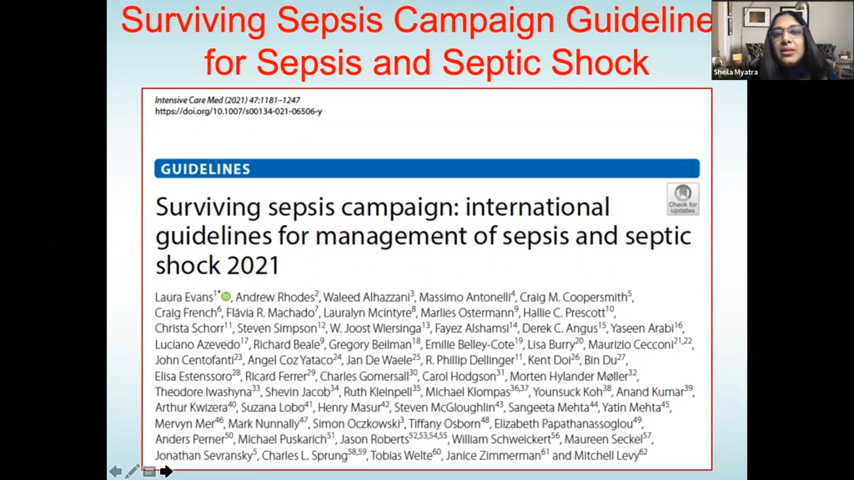 Surviving Sepsis Campaign Guideline
for Sepsis and Septic Shock
Sheila Myatra
Intensive Care Med (2021) 47:1181–1247
https://doi.org/10.1007/s00134-021-06506-y
GUIDELINES
Check for
updates
Surviving sepsis campaign: international
guidelines for management of sepsis and septic
shock 2021
Laura Evans1*, Andrew Rhodes2, Waleed Alhazzani3, Massimo Antonelli4, Craig M. Coopersmith5,
Craig French6, Flávia R. Machado7, Lauralyn Mcintyre8, Marlies Ostermann9, Hallie C. Prescott10,
Christa Schorr11, Steven Simpson12, W. Joost Wiersinga13, Fayez Alshamsi14, Derek C. Angus15, Yaseen Arabi16,
Luciano Azevedo17, Richard Beale9, Gregory Beilman18, Emilie Belley-Cote19, Lisa Burry20, Maurizio Cecconi21,22,
John Centofanti23, Angel Coz Yataco24, Jan De Waele25, R. Phillip Dellinger11, Kent Doi26, Bin Du27,
Elisa Estenssoro28, Ricard Ferrer29, Charles Gomersall30, Carol Hodgson31, Morten Hylander Møller32,
Theodore Iwashyna33, Shevin Jacob34, Ruth Kleinpell35, Michael Klompas36,37, Younsuck Koh38, Anand Kumar39,
Arthur Kwizera40, Suzana Lobo41, Henry Masur42, Steven McGloughlin43, Sangeeta Mehta44, Yatin Mehta45,
Mervyn Mer46, Mark Nunnally47, Simon Oczkowski3, Tiffany Osborn48, Elizabeth Papathanassoglou49,
Anders Perner50, Michael Puskarich51, Jason Roberts52,53,54,55, William Schweickert56, Maureen Seckel57,
Jonathan Sevransky5, Charles L. Sprung58,59, Tobias Welte60, Janice Zimmerman61 and Mitchell Levy62